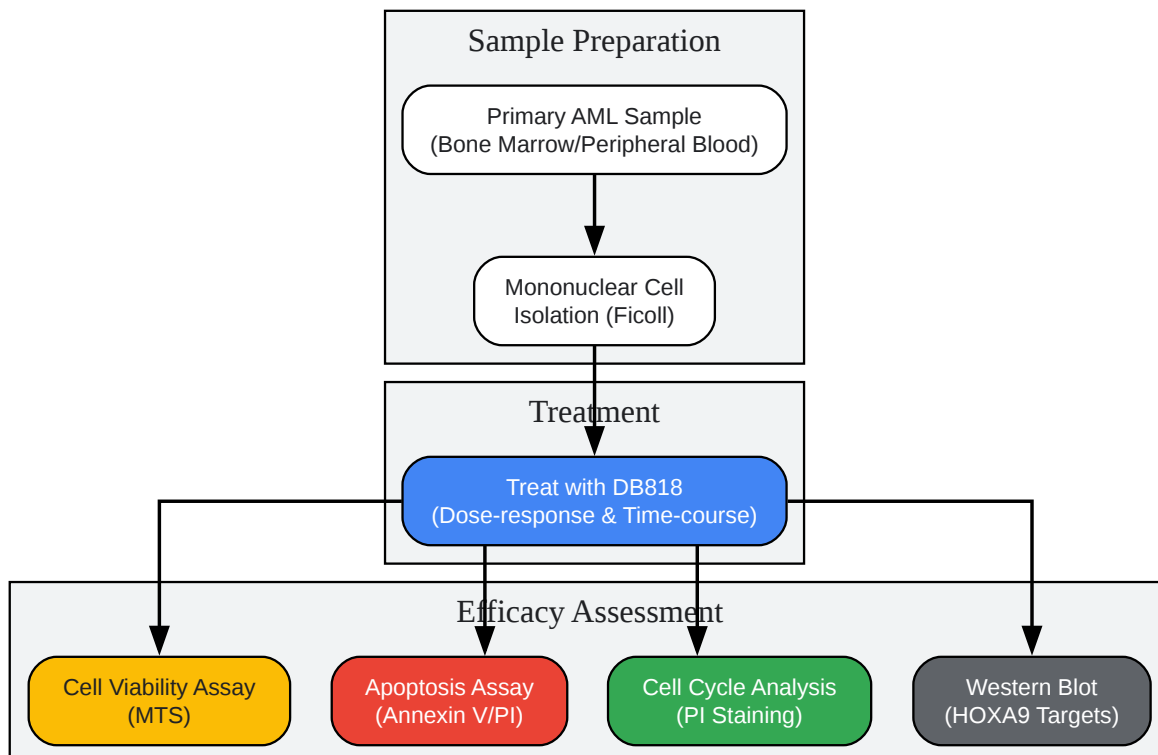 Sample Preparation
Primary AML Sample
(Bone Marrow/Peripheral Blood)
Mononuclear Cell
Isolation (Ficoll)
Treatment
Treat with DB818
(Dose-response & Time-course)
Efficacy Assessment
Cell Viability Assay
(MTS)
Apoptosis Assay
(Annexin V/PI)
Cell Cycle Analysis
(PI Staining)
Western Blot
(HOXA9 Targets)